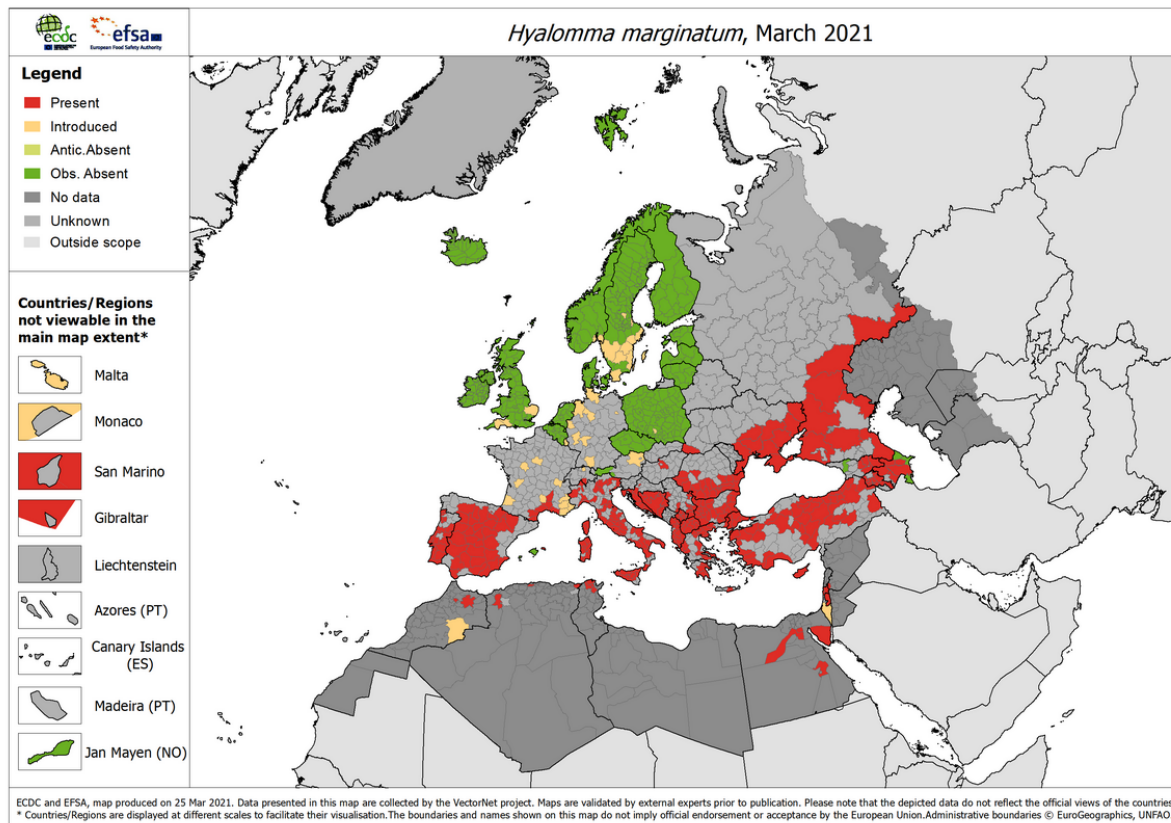 ecdc
efsa
European Food Safety Authority
Hyalomma marginatum, March 2021
Legend
Present
Introduced
Antic.Absent
Obs. Absent
No data
Unknown
Outside scope
Countries/Regions
not viewable in the
main map extent*
Malta
Monaco
San Marino
Gibraltar
Liechtenstein
Azores (PT)
Canary Islands
(ES)
Madeira (PT)
Jan Mayen (NO)
ECDC and EFSA, map produced on 25 Mar 2021. Data presented in this map are collected by the VectorNet project. Maps are validated by external experts prior to publication. Please note that the depicted data do not reflect the official views of the countries
* Countries/Regions are displayed at different scales to facilitate their visualisation.The boundaries and names shown on this map do not imply official endorsement or acceptance by the European Union.Administrative boundaries © EuroGeographics, UNFAO